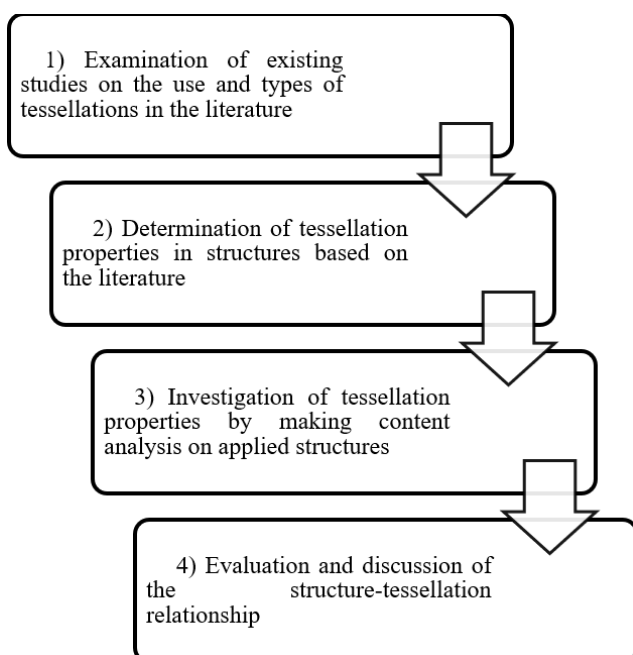 1) Examination of existing
studies on the use and types of
tessellations in the literature
2) Determination of tessellation
properties in structures based on
the literature
3) Investigation of tessellation
properties by making content
analysis on applied structures
4) Evaluation and discussion of
the structure-tessellation
relationship